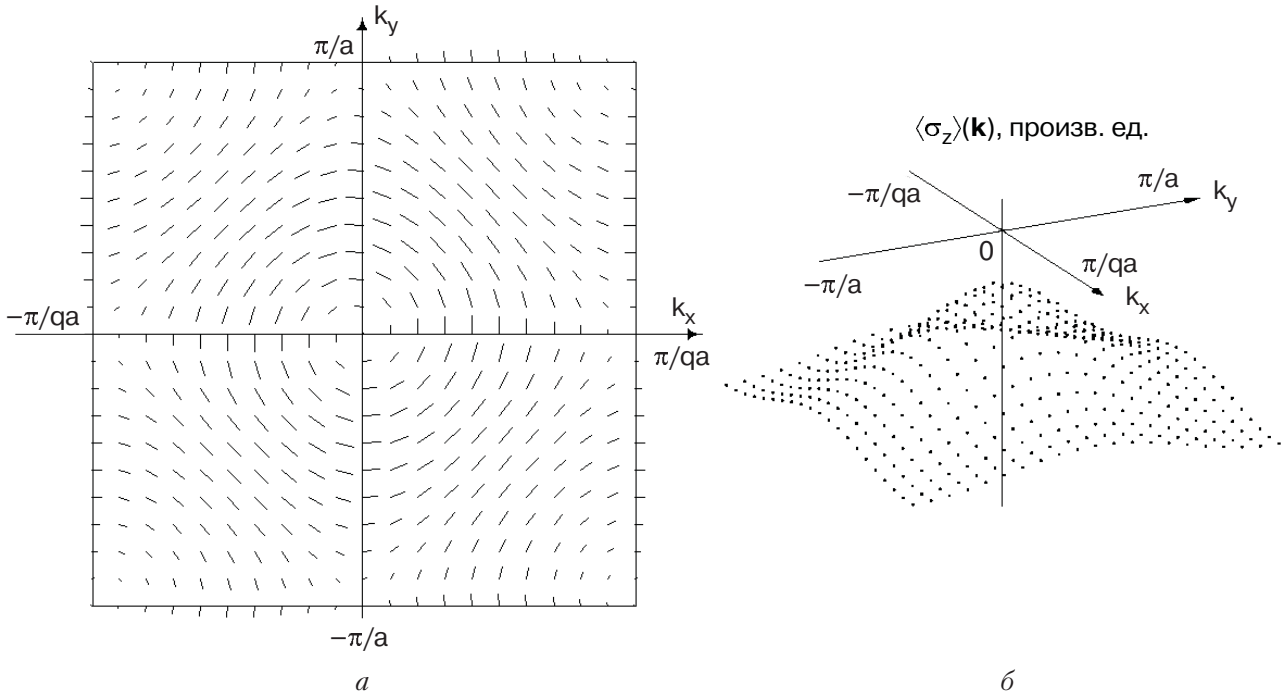 k_y
π/a
−π/qa
k_x
π/qa
−π/a
а
⟨σ_z⟩(k), произв. ед.
−π/qa
π/a
k_y
0
−π/a
π/qa
k_x
б